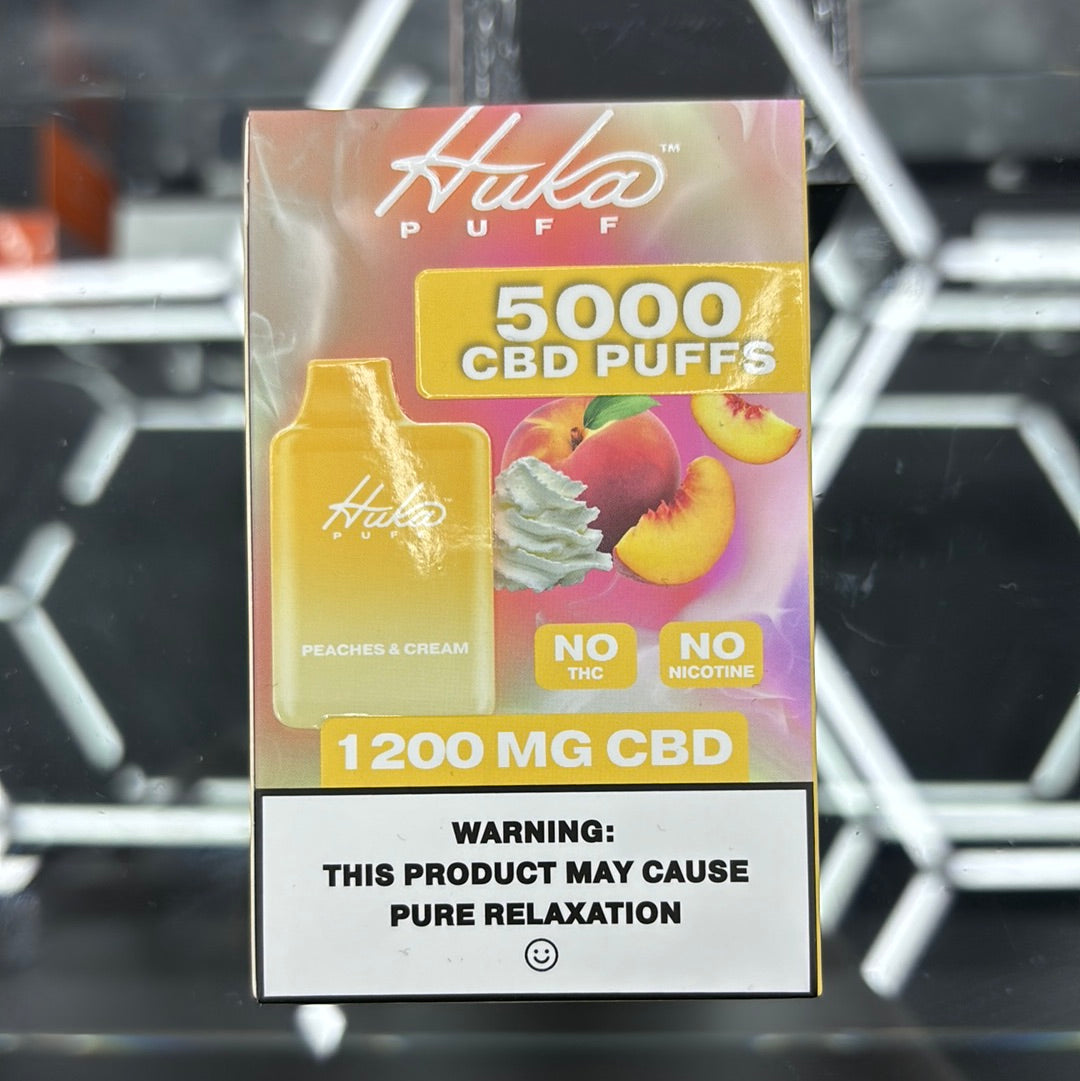 Huka™
PUFF
5000
CBD PUFFS
Huka™
PUFF
PEACHES & CREAM
NO
THC
NO
NICOTINE
1200 MG CBD
WARNING:
THIS PRODUCT MAY CAUSE
PURE RELAXATION